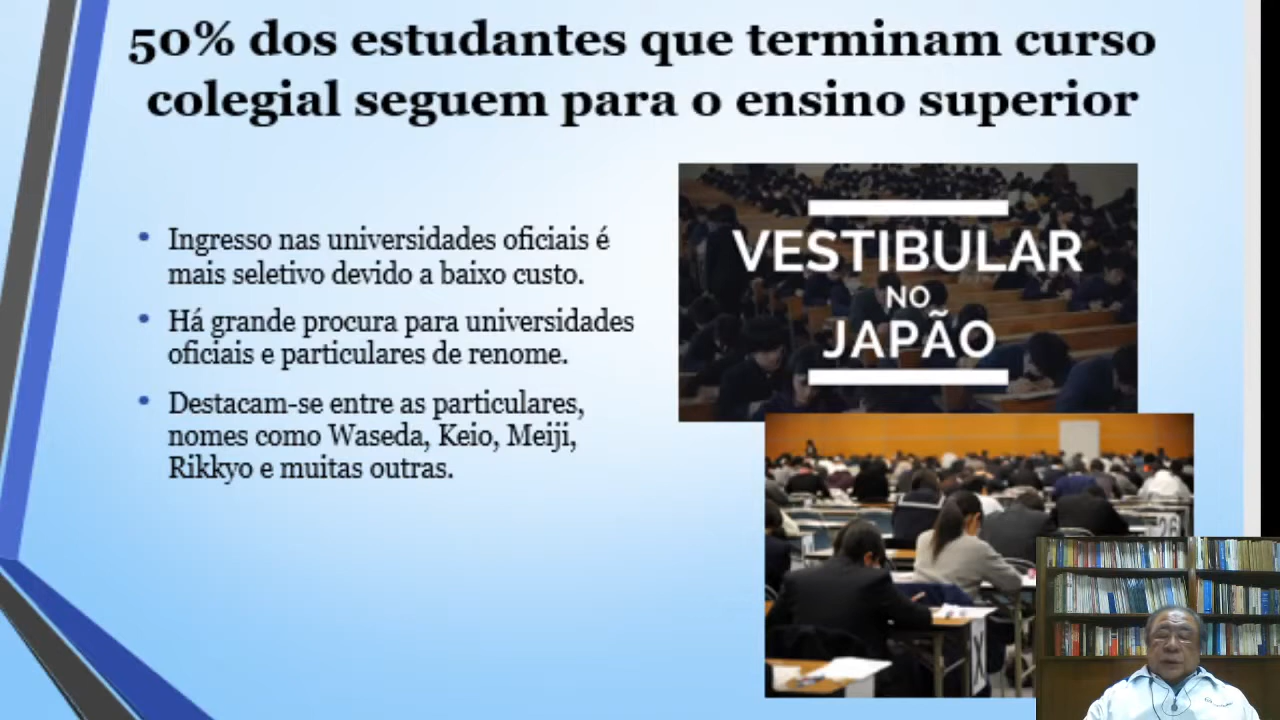 50% dos estudantes que terminam curso
colegial seguem para o ensino superior
• Ingresso nas universidades oficiais é
mais seletivo devido a baixo custo.
• Há grande procura para universidades
oficiais e particulares de renome.
• Destacam-se entre as particulares,
nomes como Waseda, Keio, Meiji,
Rikkyo e muitas outras.
VESTIBULAR
NO
JAPÃO
26